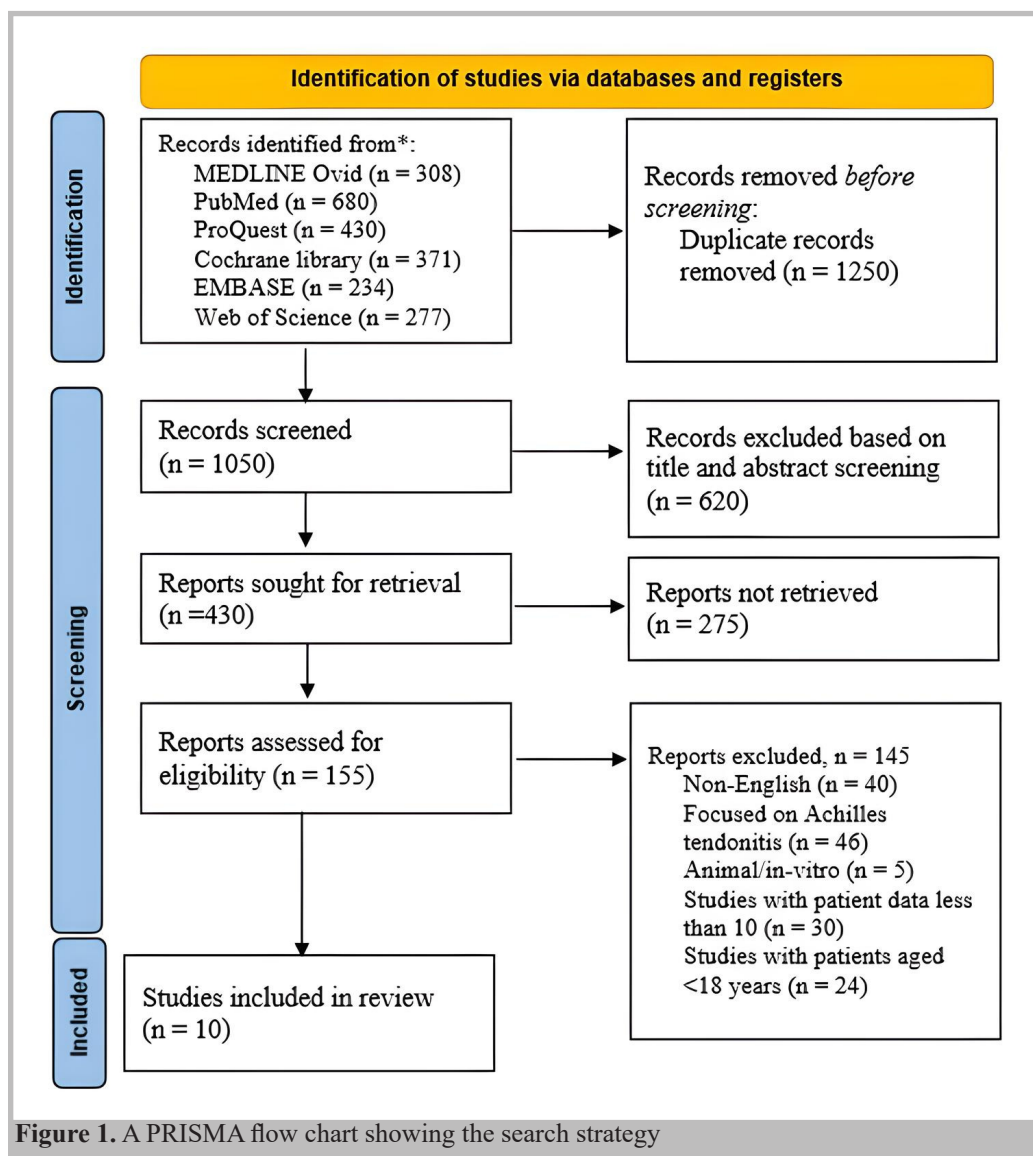 Identification of studies via databases and registers
Identification
Records identified from*:
MEDLINE Ovid (n = 308)
PubMed (n = 680)
ProQuest (n = 430)
Cochrane library (n = 371)
EMBASE (n = 234)
Web of Science (n = 277)
Records removed before
screening:
Duplicate records
removed (n = 1250)
Screening
Records screened
(n = 1050)
Records excluded based on
title and abstract screening
(n = 620)
Reports sought for retrieval
(n =430)
Reports not retrieved
(n = 275)
Reports assessed for
eligibility (n = 155)
Reports excluded, n = 145
Non-English (n = 40)
Focused on Achilles
tendonitis (n = 46)
Animal/in-vitro (n = 5)
Studies with patient data less
than 10 (n = 30)
Studies with patients aged
<18 years (n = 24)
Included
Studies included in review
(n = 10)
Figure 1. A PRISMA flow chart showing the search strategy